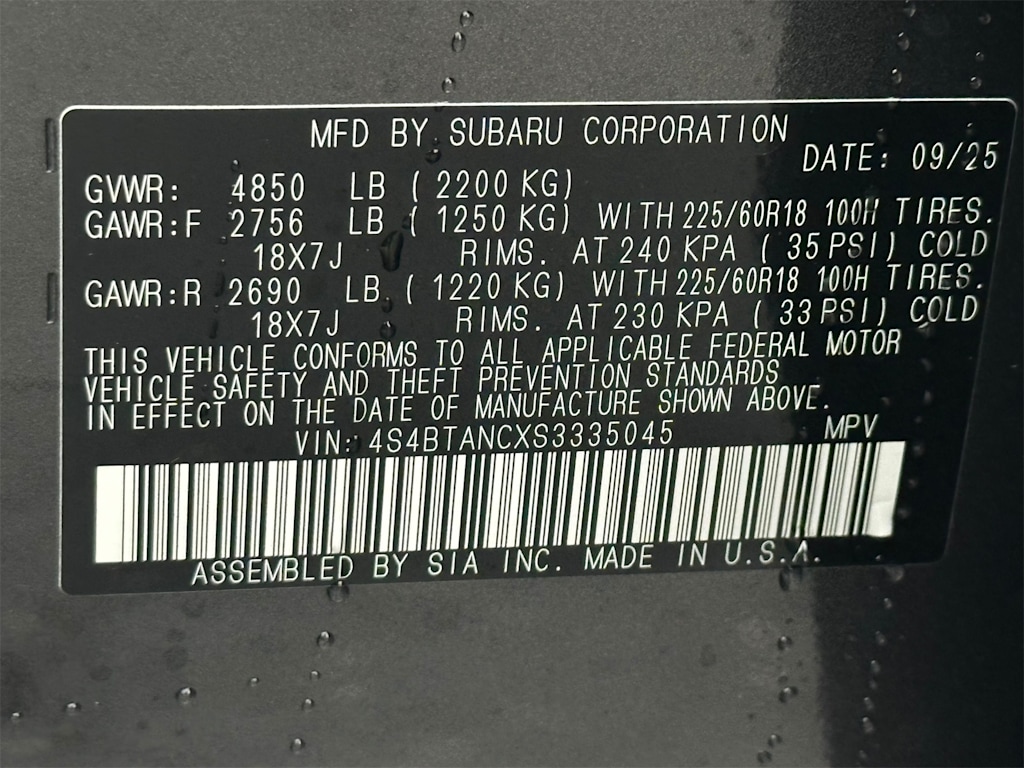 MFD BY SUBARU CORPORATION
DATE: 09/25
GVWR: 4850 LB (2200 KG)
GAWR:F 2756 LB (1250 KG) WITH 225/60R18 100H TIRES.
18X7J RIMS. AT 240 KPA (35 PSI) COLD
GAWR:R 2690 LB (1220 KG) WITH 225/60R18 100H TIRES.
18X7J RIMS. AT 230 KPA (33 PSI) COLD
THIS VEHICLE CONFORMS TO ALL APPLICABLE FEDERAL MOTOR
VEHICLE SAFETY AND THEFT PREVENTION STANDARDS
IN EFFECT ON THE DATE OF MANUFACTURE SHOWN ABOVE.
VIN: 4S4BTANCXS3335045 MPV
ASSEMBLED BY SIA INC. MADE IN U.S.A.